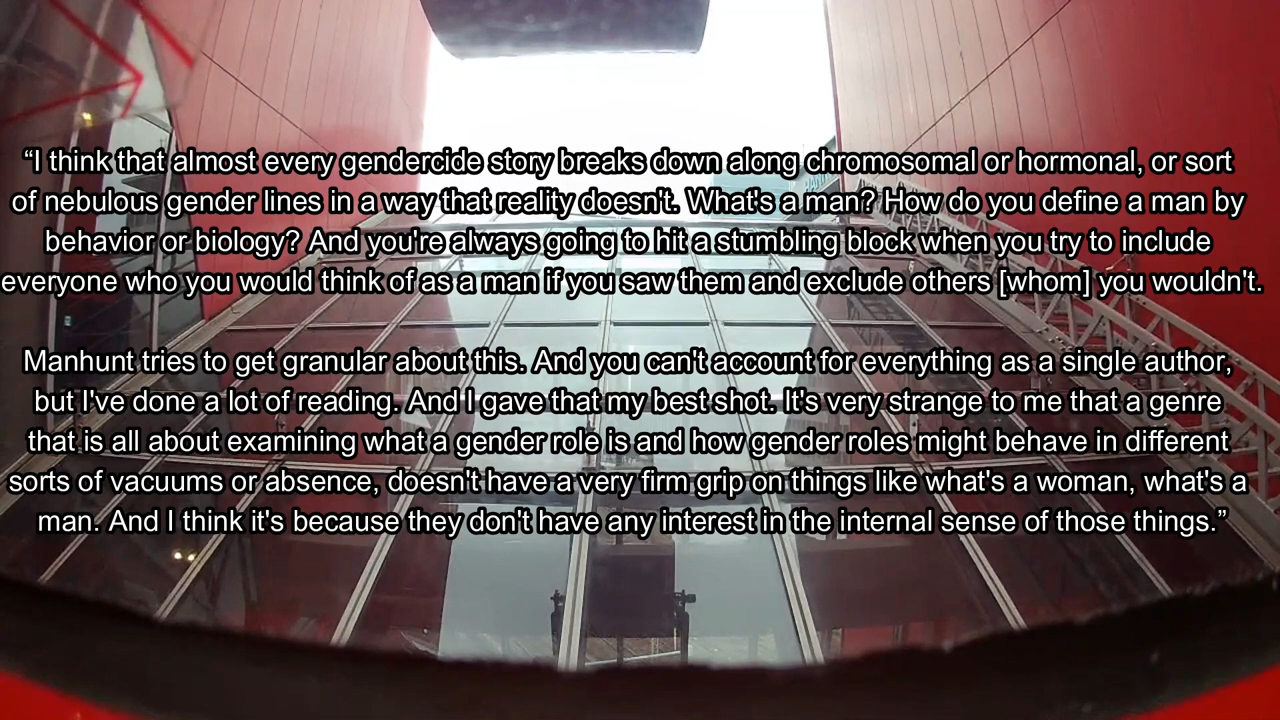 “I think that almost every gendercide story breaks down along chromosomal or hormonal, or sort
of nebulous gender lines in a way that reality doesn't. What's a man? How do you define a man by
behavior or biology? And you're always going to hit a stumbling block when you try to include
everyone who you would think of as a man if you saw them and exclude others [whom] you wouldn't.
Manhunt tries to get granular about this. And you can't account for everything as a single author,
but I've done a lot of reading. And I gave that my best shot. It's very strange to me that a genre
that is all about examining what a gender role is and how gender roles might behave in different
sorts of vacuums or absence, doesn't have a very firm grip on things like what's a woman, what's a
man. And I think it's because they don't have any interest in the internal sense of those things.”